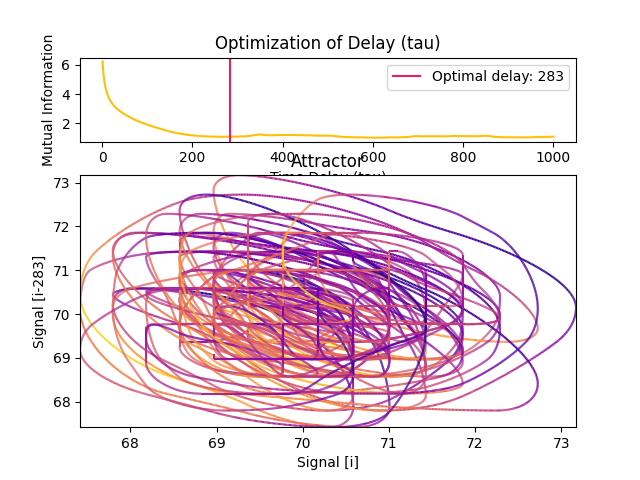 Optimization of Delay (tau)
Mutual Information
6
4
2
Optimal delay: 283
0 200 400 600 800 1000
Time Delay (tau)
Attractor
Signal [i-283]
73
72
71
70
69
68
68 69 70 71 72 73
Signal [i]